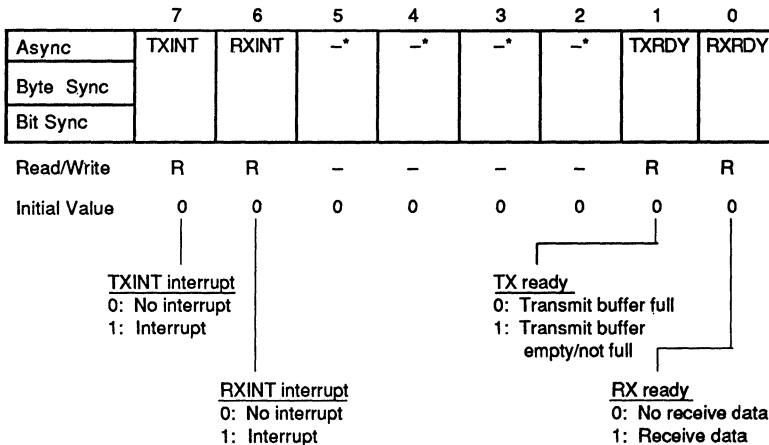 7 6 5 4 3 2 1 0
Async TXINT RXINT –* –* –* –* TXRDY RXRDY
Byte Sync
Bit Sync
Read/Write R R – – – – R R
Initial Value 0 0 0 0 0 0 0 0
TXINT interrupt
0: No interrupt
1: Interrupt
TX ready
0: Transmit buffer full
1: Transmit buffer
empty/not full
RXINT interrupt
0: No interrupt
1: Interrupt
RX ready
0: No receive data
1: Receive data